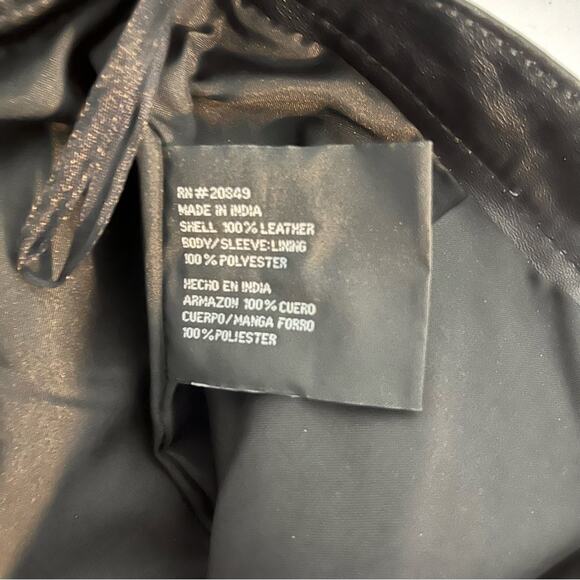 RN#20849
MADE IN INDIA
SHELL 100% LEATHER
BODY/SLEEVE:LINING
100% POLYESTER
HECHO EN INDIA
ARMAZON 100% CUERO
CUERPO/MANGA FORRO
100%POLIESTER